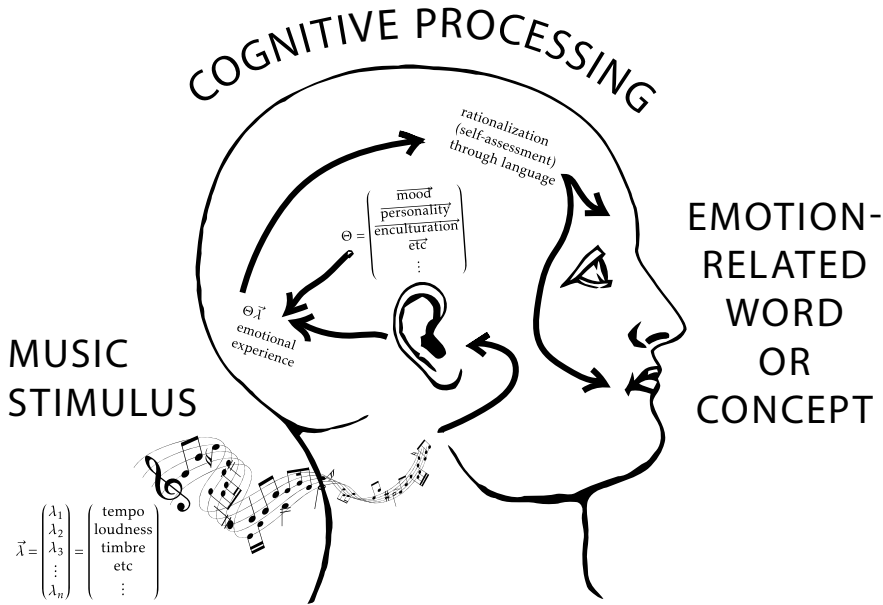 COGNITIVE PROCESSING
rationalization
(self-assessment)
through language
Θ = ( mood
personality
enculturation
etc
⋮ )
Θλ⃗
emotional
experience
EMOTION-
RELATED
WORD
OR
CONCEPT
MUSIC
STIMULUS
λ⃗ = ( λ₁ λ₂ λ₃ ⋮ λₙ ) = ( tempo
loudness
timbre
etc
⋮ )